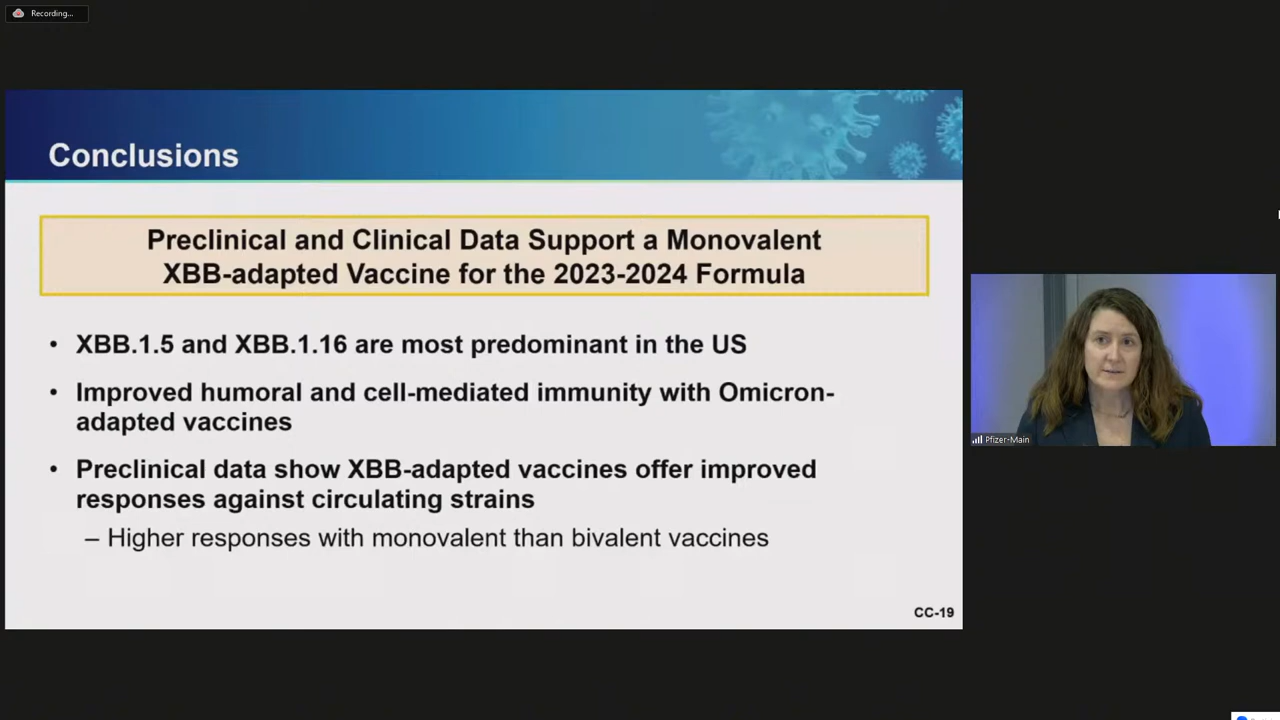 Recording...
Conclusions
Preclinical and Clinical Data Support a Monovalent
XBB-adapted Vaccine for the 2023-2024 Formula
• XBB.1.5 and XBB.1.16 are most predominant in the US
• Improved humoral and cell-mediated immunity with Omicron-
adapted vaccines
• Preclinical data show XBB-adapted vaccines offer improved
responses against circulating strains
– Higher responses with monovalent than bivalent vaccines
CC-19
Pfizer-Main